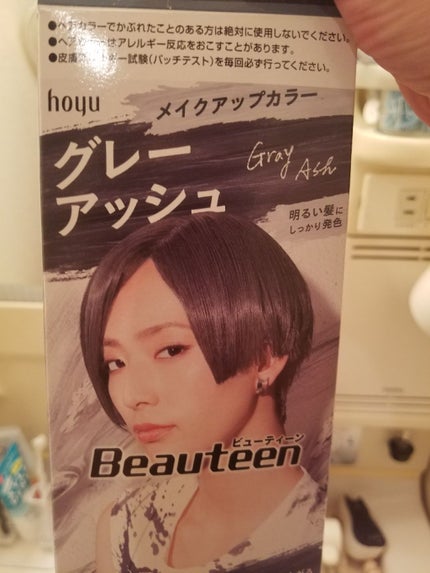 ●ヘアカラーでかぶれたことのある方は絶対に使用しないでください。
はアレルギー反応をおこすことがあります。
試験(パッチテスト)を毎回必ず行ってください。
hoyu
メイクアップカラー
グレー
アッシュ
Gray
Ash
明るい髪に
しっかり発色
ビューティーン
Beauteen